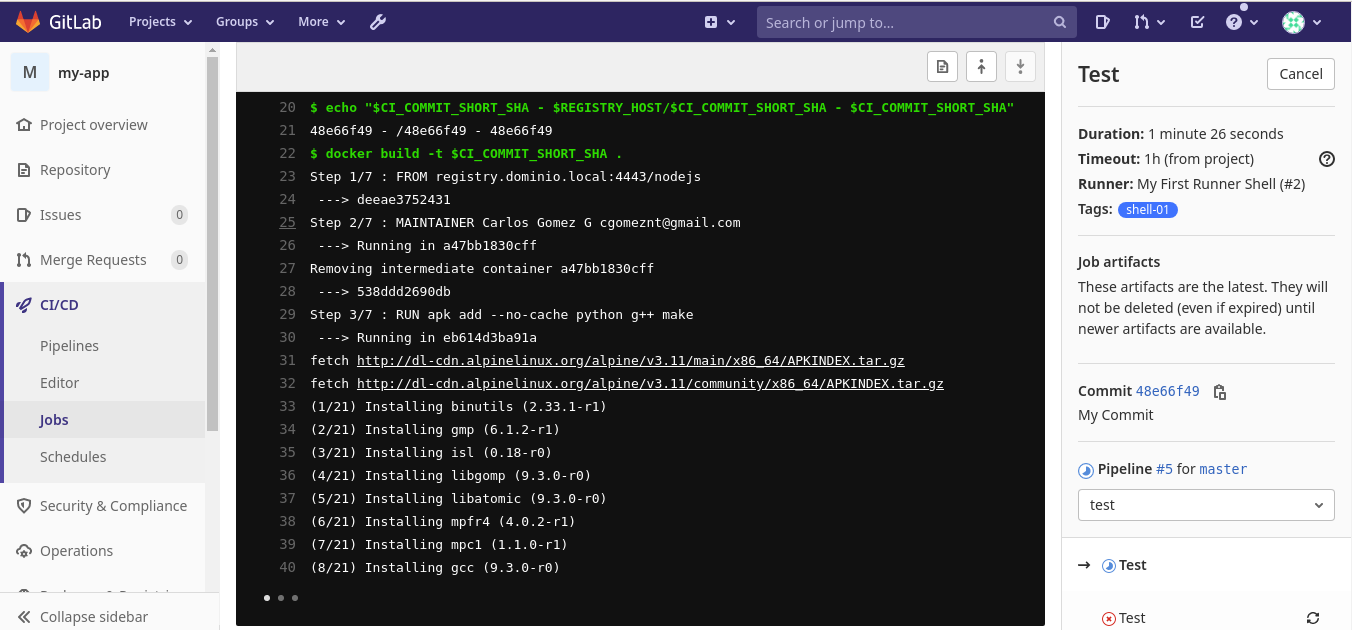 GitLab Projects Groups More Search or jump to...
M my-app
Project overview
Repository
Issues 0
Merge Requests 0
CI/CD
Pipelines
Editor
Jobs
Schedules
Security & Compliance
Operations
Collapse sidebar
20 $ echo "$CI_COMMIT_SHORT_SHA - $REGISTRY_HOST/$CI_COMMIT_SHORT_SHA - $CI_COMMIT_SHORT_SHA"
21 48e66f49 - /48e66f49 - 48e66f49
22 $ docker build -t $CI_COMMIT_SHORT_SHA .
23 Step 1/7 : FROM registry.dominio.local:4443/nodejs
24 ---> deeae3752431
25 Step 2/7 : MAINTAINER Carlos Gomez G cgomeznt@gmail.com
26 ---> Running in a47bb1830cff
27 Removing intermediate container a47bb1830cff
28 ---> 538ddd2690db
29 Step 3/7 : RUN apk add --no-cache python g++ make
30 ---> Running in eb614d3ba91a
31 fetch http://dl-cdn.alpinelinux.org/alpine/v3.11/main/x86_64/APKINDEX.tar.gz
32 fetch http://dl-cdn.alpinelinux.org/alpine/v3.11/community/x86_64/APKINDEX.tar.gz
33 (1/21) Installing binutils (2.33.1-r1)
34 (2/21) Installing gmp (6.1.2-r1)
35 (3/21) Installing isl (0.18-r0)
36 (4/21) Installing libgomp (9.3.0-r0)
37 (5/21) Installing libatomic (9.3.0-r0)
38 (6/21) Installing mpfr4 (4.0.2-r1)
39 (7/21) Installing mpc1 (1.1.0-r1)
40 (8/21) Installing gcc (9.3.0-r0)
Test Cancel
Duration: 1 minute 26 seconds
Timeout: 1h (from project)
Runner: My First Runner Shell (#2)
Tags: shell-01
Job artifacts
These artifacts are the latest. They will
not be deleted (even if expired) until
newer artifacts are available.
Commit 48e66f49
My Commit
Pipeline #5 for master
test
Test
Test